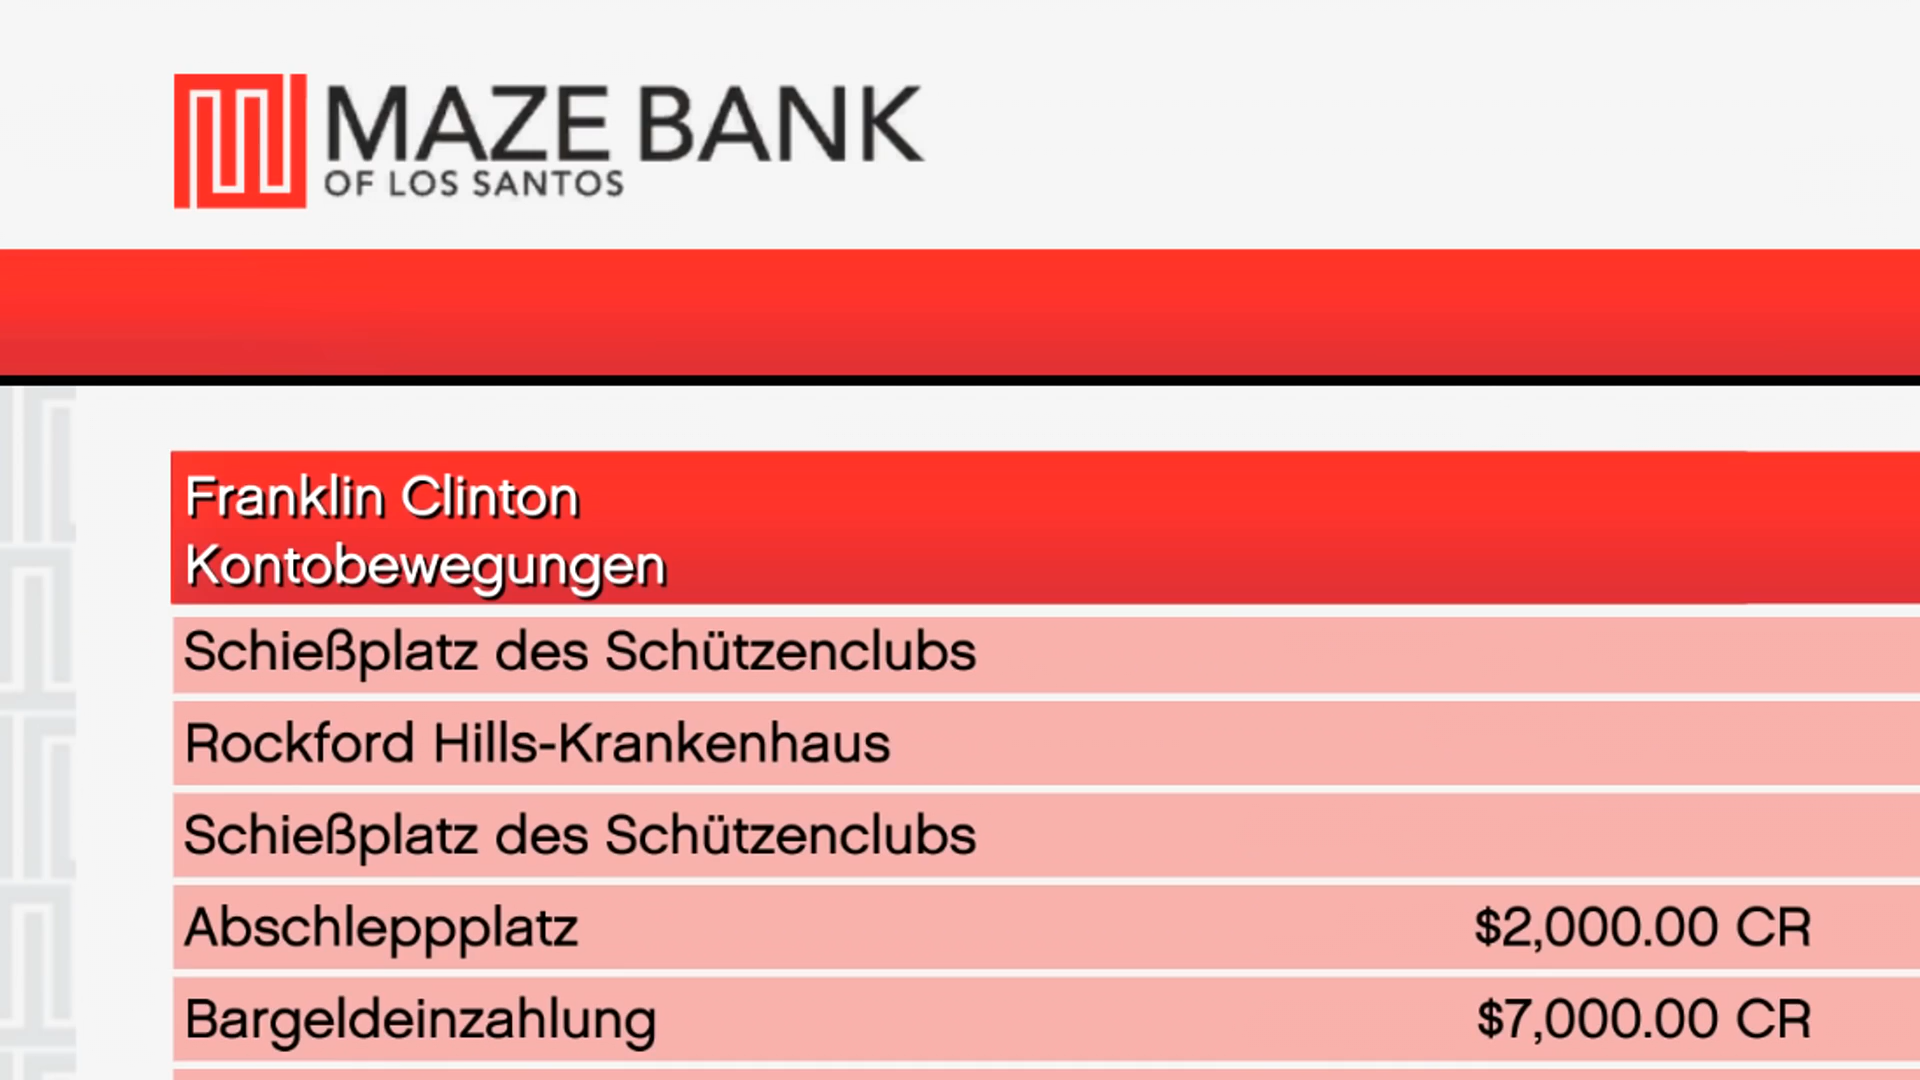 MAZE BANK
OF LOS SANTOS
Franklin Clinton
Kontobewegungen
Schießplatz des Schützenclubs
Rockford Hills-Krankenhaus
Schießplatz des Schützenclubs
Abschleppplatz $2,000.00 CR
Bargeldeinzahlung $7,000.00 CR